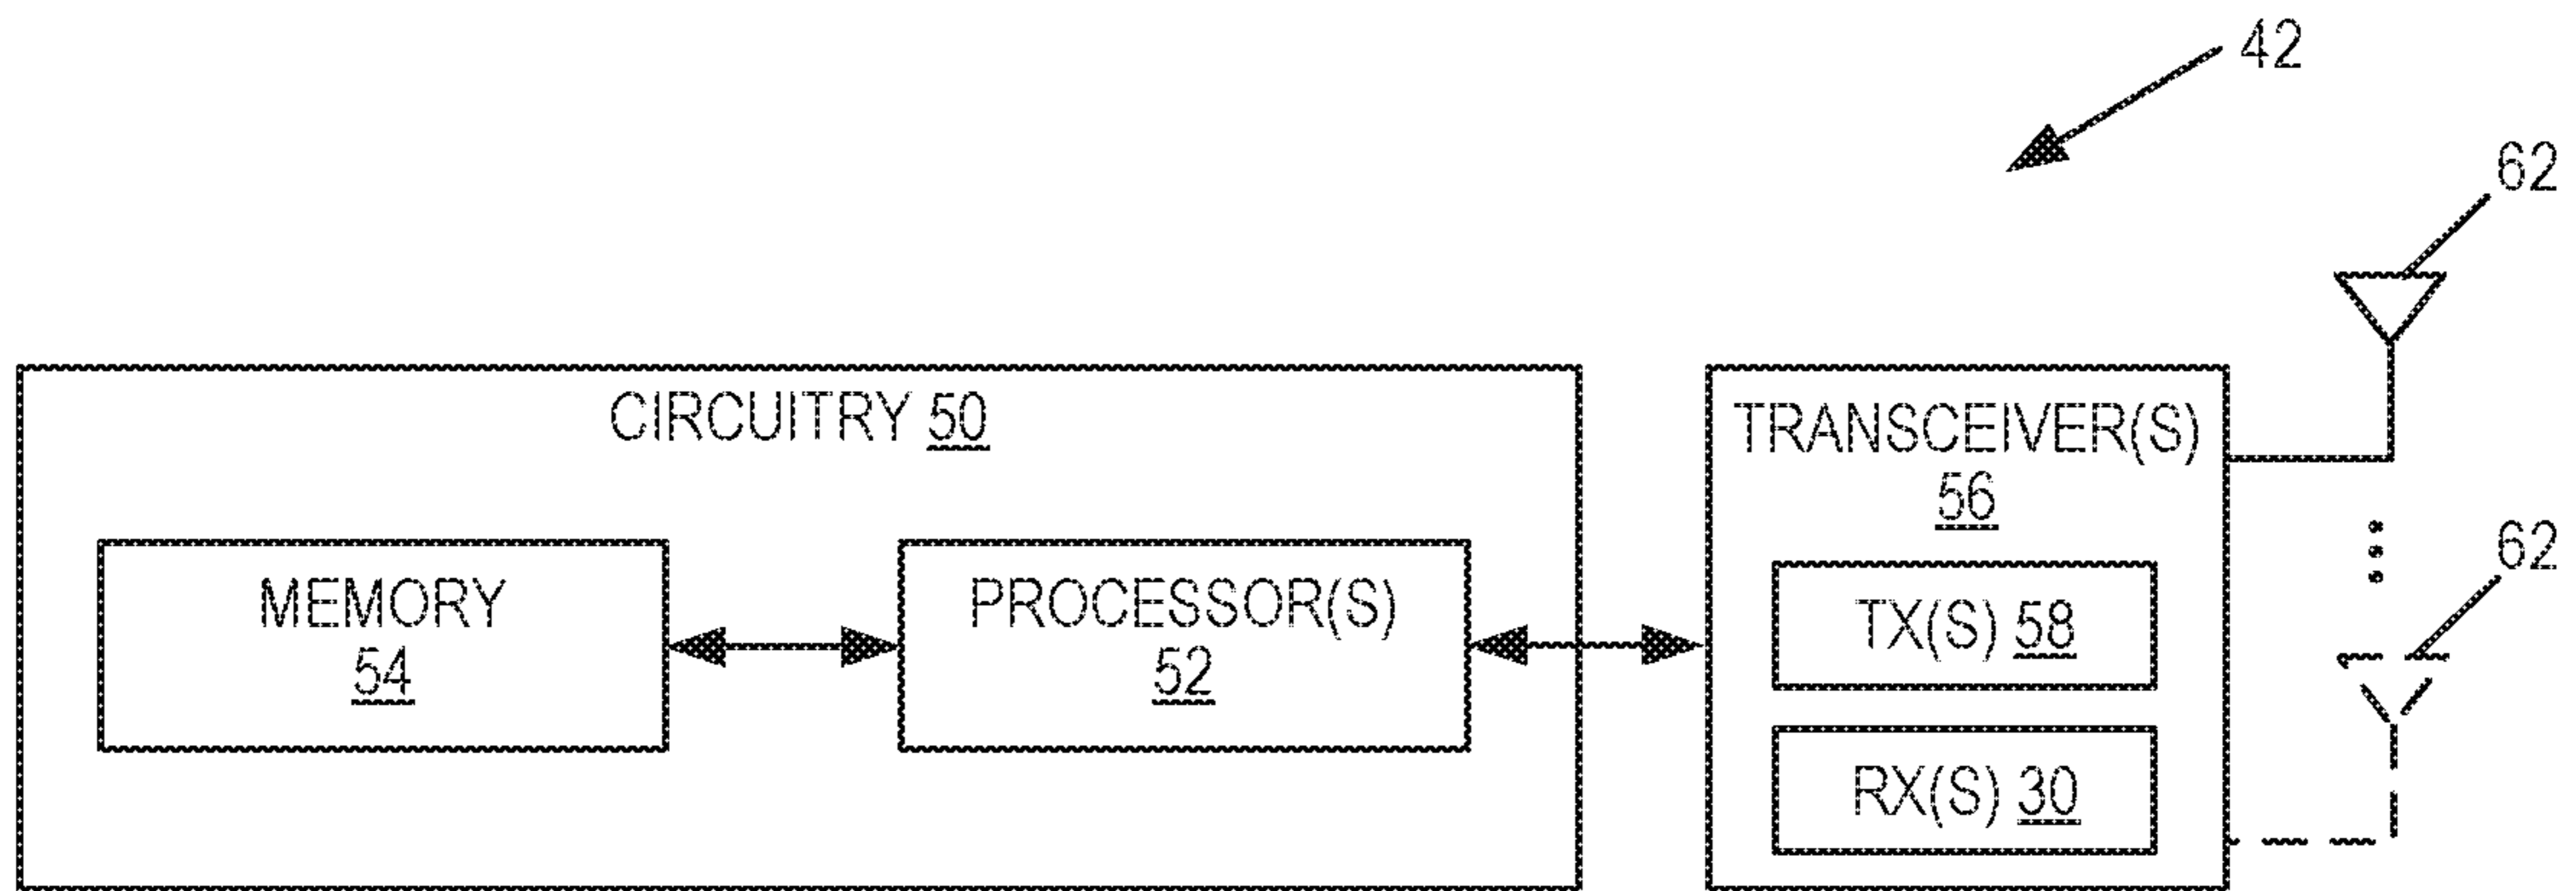 42
62
CIRCUITRY 50
TRANSCEIVER(S)
56
62
MEMORY
54
PROCESSOR(S)
52
TX(S) 58
RX(S) 30